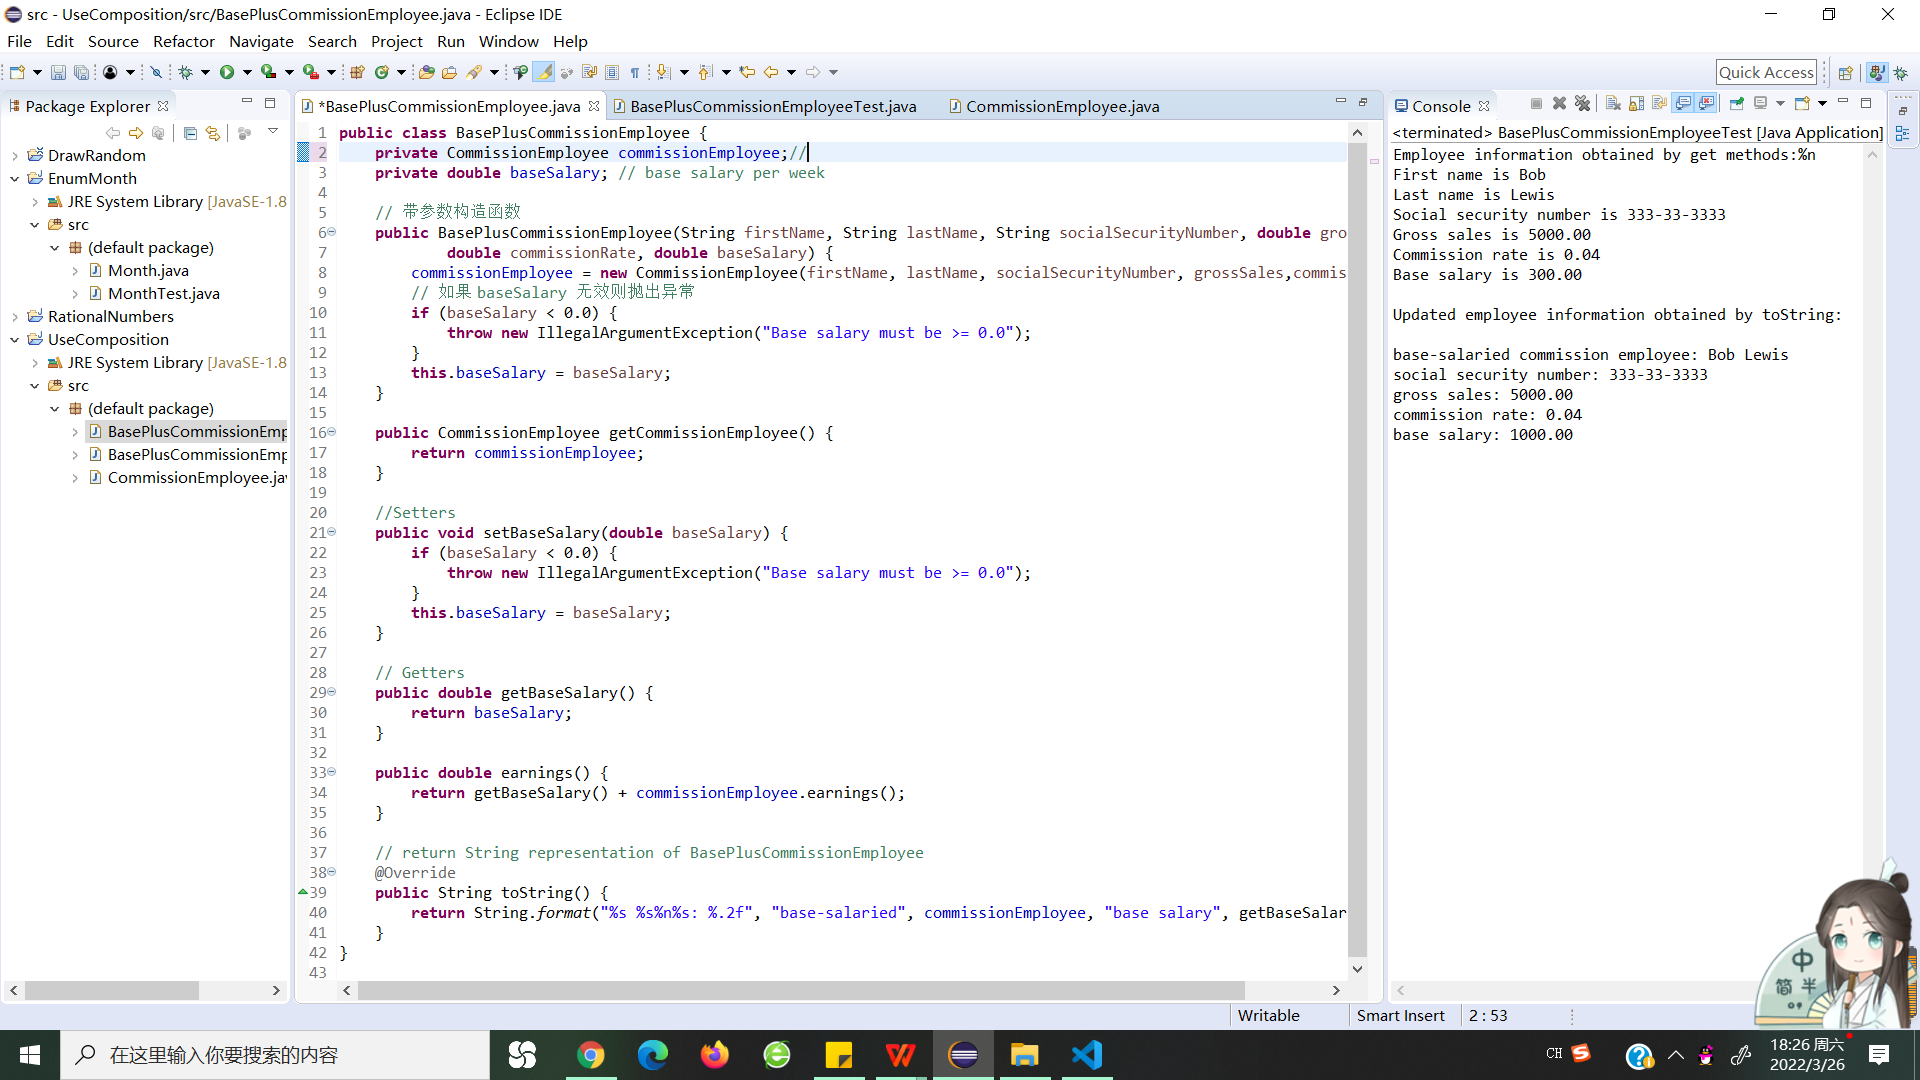 src - UseComposition/src/BasePlusCommissionEmployee.java - Eclipse IDE
File Edit Source Refactor Navigate Search Project Run Window Help
Quick Access
Package Explorer
DrawRandom
EnumMonth
JRE System Library [JavaSE-1.8
src
(default package)
Month.java
MonthTest.java
RationalNumbers
UseComposition
JRE System Library [JavaSE-1.8
src
(default package)
BasePlusCommissionEmp
BasePlusCommissionEmp
CommissionEmployee.jav
*BasePlusCommissionEmployee.java BasePlusCommissionEmployeeTest.java CommissionEmployee.java
1 public class BasePlusCommissionEmployee {
2 private CommissionEmployee commissionEmployee;//
3 private double baseSalary; // base salary per week
4
5 // 带参数构造函数
6 public BasePlusCommissionEmployee(String firstName, String lastName, String socialSecurityNumber, double gro
7 double commissionRate, double baseSalary) {
8 commissionEmployee = new CommissionEmployee(firstName, lastName, socialSecurityNumber, grossSales,commis
9 // 如果 baseSalary 无效则抛出异常
10 if (baseSalary < 0.0) {
11 throw new IllegalArgumentException("Base salary must be >= 0.0");
12 }
13 this.baseSalary = baseSalary;
14 }
15
16 public CommissionEmployee getCommissionEmployee() {
17 return commissionEmployee;
18 }
19
20 //Setters
21 public void setBaseSalary(double baseSalary) {
22 if (baseSalary < 0.0) {
23 throw new IllegalArgumentException("Base salary must be >= 0.0");
24 }
25 this.baseSalary = baseSalary;
26 }
27
28 // Getters
29 public double getBaseSalary() {
30 return baseSalary;
31 }
32
33 public double earnings() {
34 return getBaseSalary() + commissionEmployee.earnings();
35 }
36
37 // return String representation of BasePlusCommissionEmployee
38 @Override
39 public String toString() {
40 return String.format("%s %s%n%s: %.2f", "base-salaried", commissionEmployee, "base salary", getBaseSalar
41 }
42 }
43
Console
<terminated> BasePlusCommissionEmployeeTest [Java Application]
Employee information obtained by get methods:%n
First name is Bob
Last name is Lewis
Social security number is 333-33-3333
Gross sales is 5000.00
Commission rate is 0.04
Base salary is 300.00
Updated employee information obtained by toString:
base-salaried commission employee: Bob Lewis
social security number: 333-33-3333
gross sales: 5000.00
commission rate: 0.04
base salary: 1000.00
中
简 半
Writable Smart Insert 2 : 53
在这里输入你要搜索的内容
CH
18:26 周六
2022/3/26